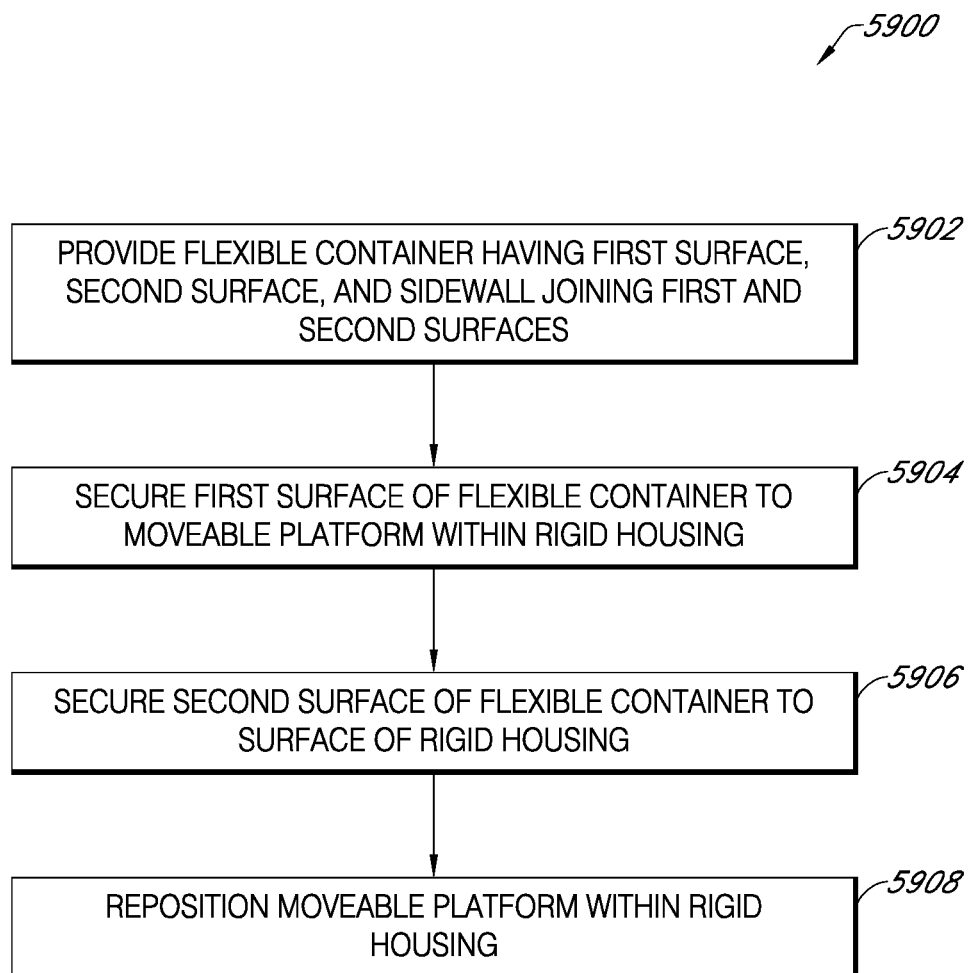 5900
5902
PROVIDE FLEXIBLE CONTAINER HAVING FIRST SURFACE,
SECOND SURFACE, AND SIDEWALL JOINING FIRST AND
SECOND SURFACES
5904
SECURE FIRST SURFACE OF FLEXIBLE CONTAINER TO
MOVEABLE PLATFORM WITHIN RIGID HOUSING
5906
SECURE SECOND SURFACE OF FLEXIBLE CONTAINER TO
SURFACE OF RIGID HOUSING
5908
REPOSITION MOVEABLE PLATFORM WITHIN RIGID
HOUSING